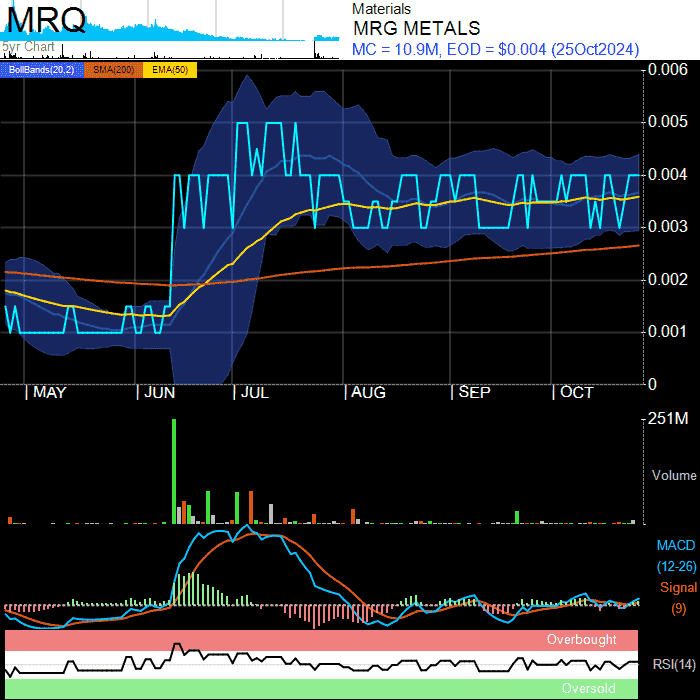 MRQ
5yr Chart
Materials
MRG METALS
MC = 10.9M, EOD = $0.004 (25Oct2024)
BollBands(20,2) SMA(200) EMA(50)
0.006
0.005
0.004
0.003
0.002
0.001
0
MAY JUN JUL AUG SEP OCT
251M
Volume
MACD
(12-26)
Signal
(9)
Overbought
RSI(14)
Oversold